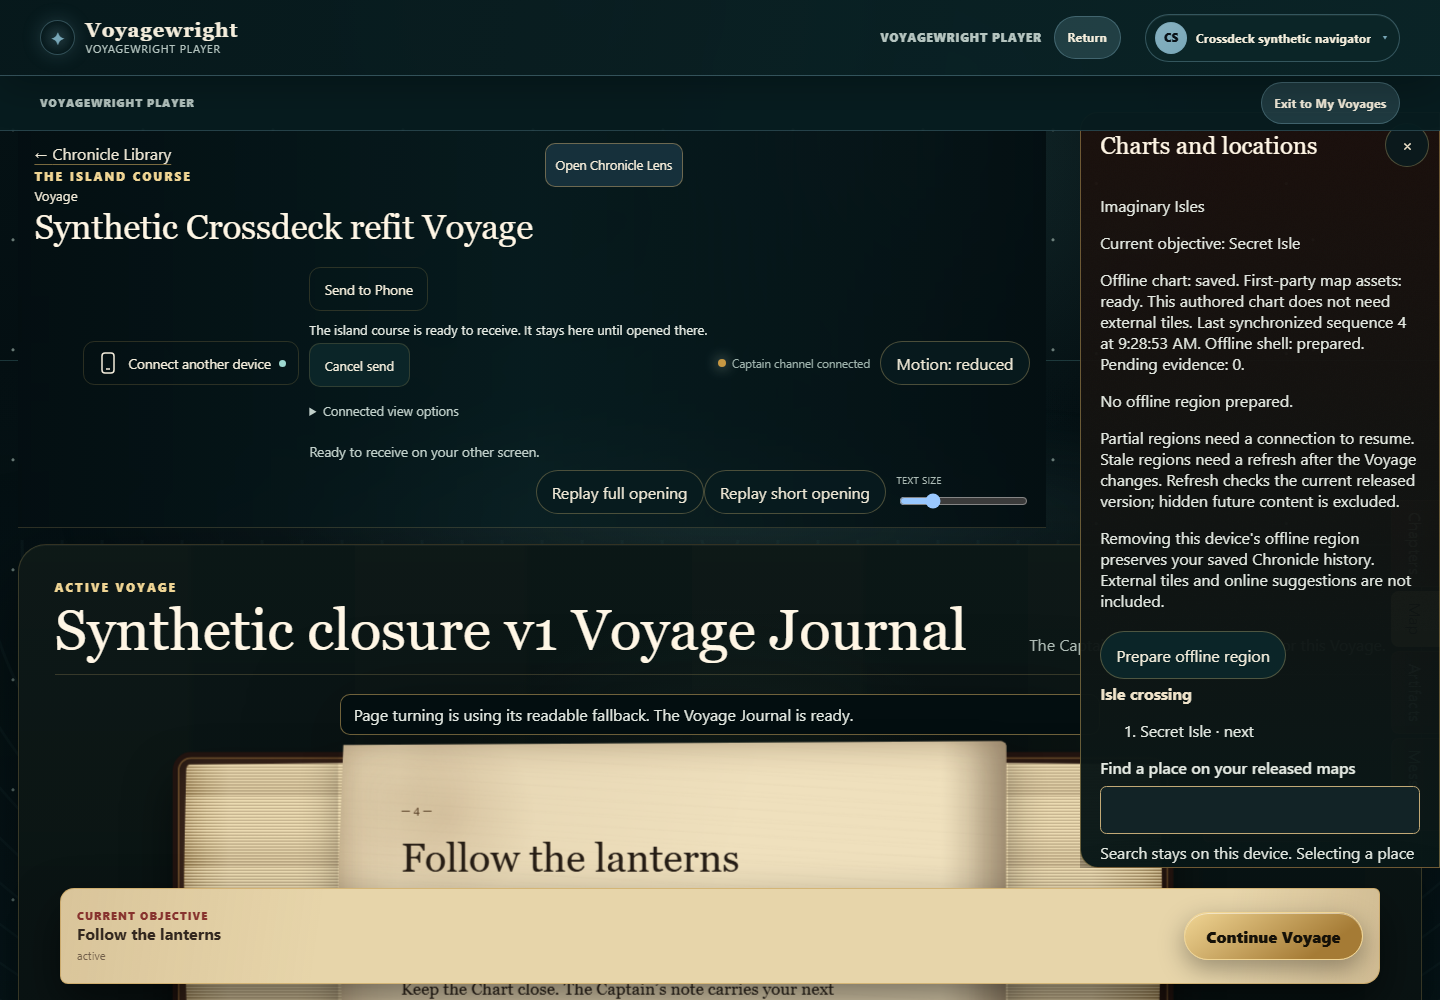 Voyagewright
VOYAGEWRIGHT PLAYER
VOYAGEWRIGHT PLAYER
Return
CS
Crossdeck synthetic navigator
VOYAGEWRIGHT PLAYER
Exit to My Voyages
← Chronicle Library
THE ISLAND COURSE
Voyage
Synthetic Crossdeck refit Voyage
Open Chronicle Lens
Send to Phone
The island course is ready to receive. It stays here until opened there.
Connect another device
Cancel send
Captain channel connected
Motion: reduced
Connected view options
Ready to receive on your other screen.
Replay full opening
Replay short opening
TEXT SIZE
ACTIVE VOYAGE
Synthetic closure v1 Voyage Journal
The Cap
Page turning is using its readable fallback. The Voyage Journal is ready.
– 4 –
Follow the lanterns
CURRENT OBJECTIVE
Follow the lanterns
active
Continue Voyage
Keep the Chart close. The Captain's note carries your next
Charts and locations
×
Imaginary Isles
Current objective: Secret Isle
Offline chart: saved. First-party map assets:
ready. This authored chart does not need
external tiles. Last synchronized sequence 4
at 9:28:53 AM. Offline shell: prepared.
Pending evidence: 0.
No offline region prepared.
Partial regions need a connection to resume.
Stale regions need a refresh after the Voyage
changes. Refresh checks the current released
version; hidden future content is excluded.
Removing this device's offline region
preserves your saved Chronicle history.
External tiles and online suggestions are not
included.
Prepare offline region
Isle crossing
1. Secret Isle · next
Find a place on your released maps
Search stays on this device. Selecting a place